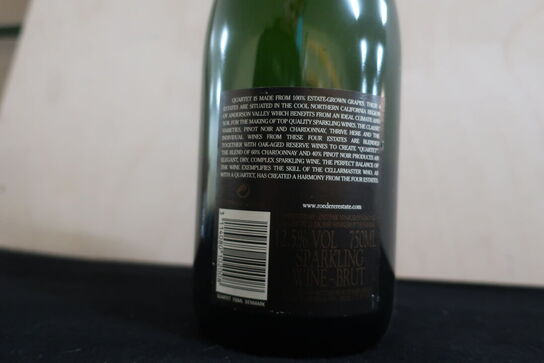 QUARTET IS MADE FROM 100% ESTATE-GROWN GRAPES. THESE 4
ESTATES ARE SITUATED IN THE COOL NORTHERN CALIFORNIA REGION
OF ANDERSON VALLEY WHICH BENEFITS FROM AN IDEAL CLIMATE AND
SOIL FOR THE MAKING OF TOP QUALITY SPARKLING WINES. THE CLASSIC
VARIETIES, PINOT NOIR AND CHARDONNAY, THRIVE HERE AND THE
INDIVIDUAL WINES FROM THESE FOUR ESTATES ARE BLENDED
TOGETHER WITH OAK-AGED RESERVE WINES TO CREATE "QUARTET".
THE BLEND OF 60% CHARDONNAY AND 40% PINOT NOIR PRODUCES AN
ELEGANT, DRY, COMPLEX SPARKLING WINE. THE PERFECT BALANCE OF
THE WINE EXEMPLIFIES THE SKILL OF THE CELLARMASTER WHO, AS
WITH A QUARTET, HAS CREATED A HARMONY FROM THE FOUR ESTATES.
www.roedererestate.com
12.5% VOL 750ML
SPARKLING
WINE - BRUT
DENMARK